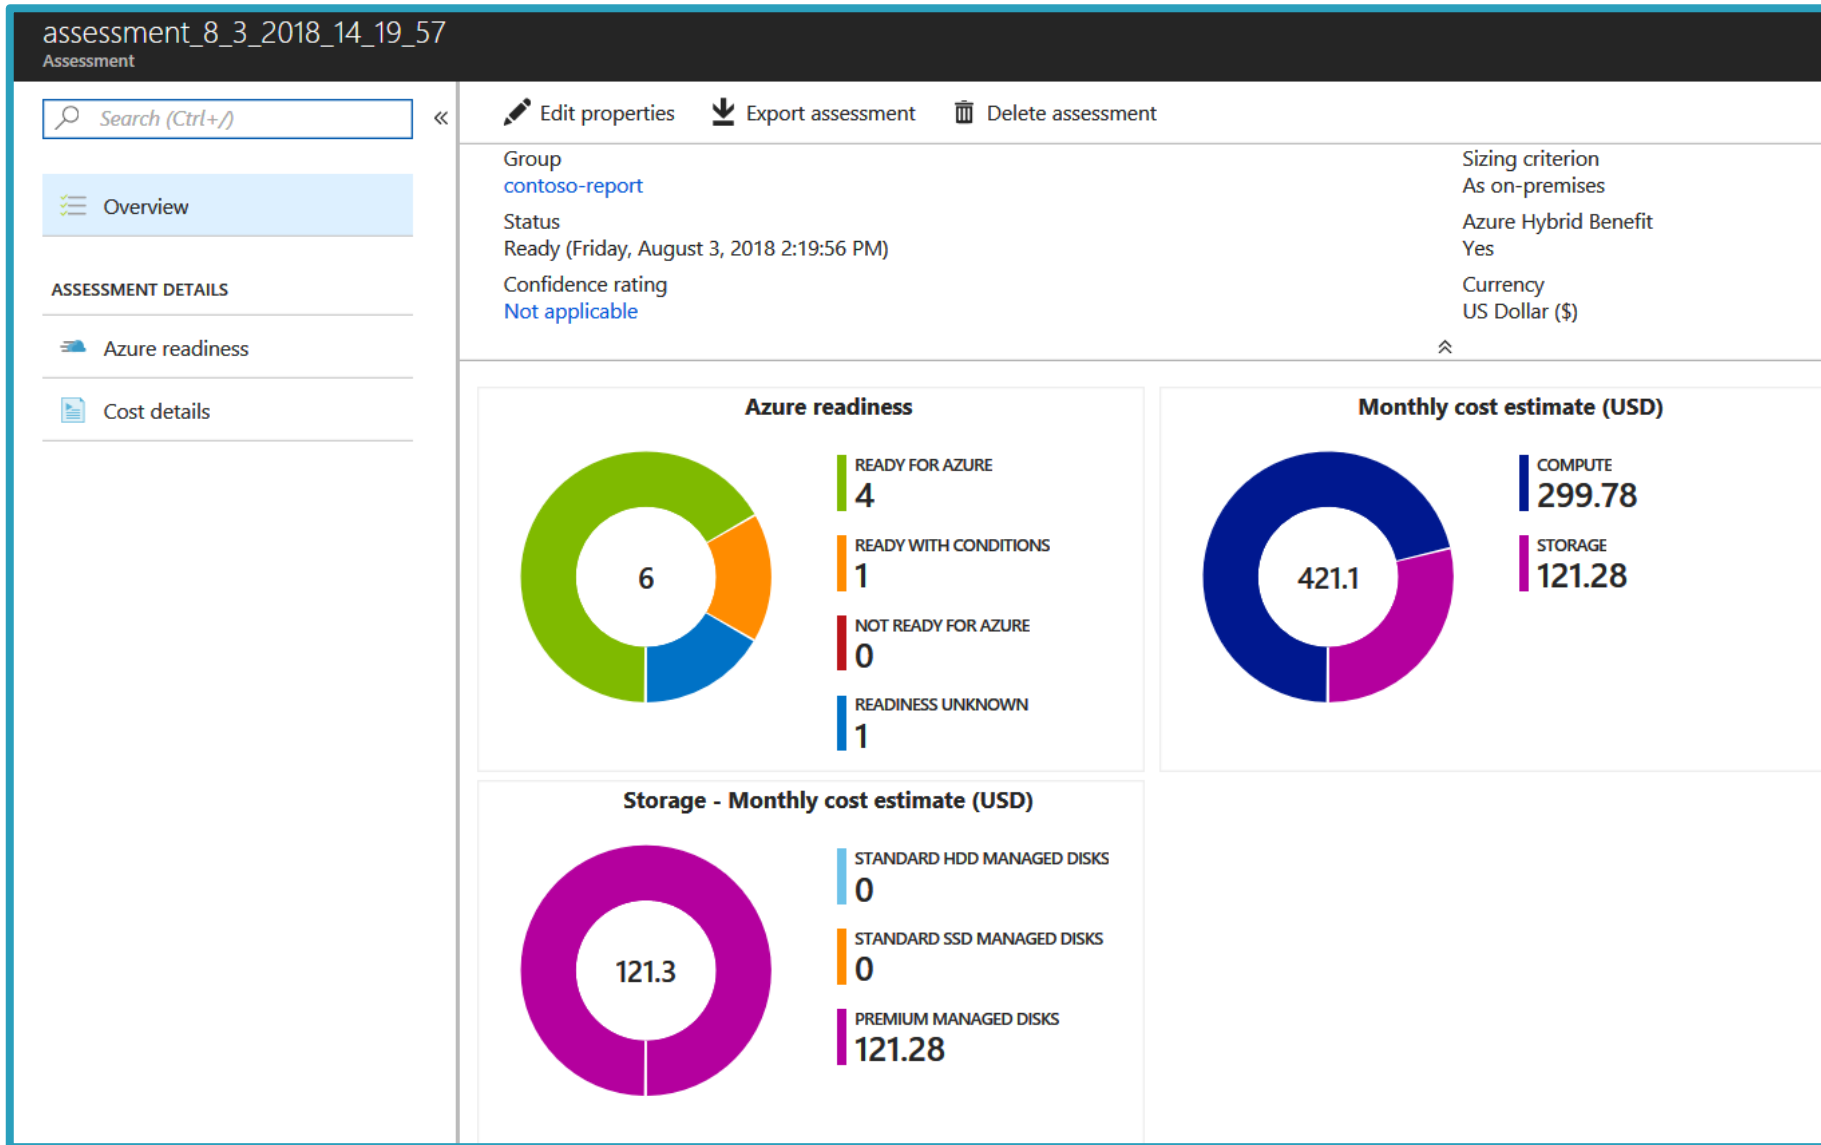 assessment_8_3_2018_14_19_57
Assessment
Search (Ctrl+/)
«
Overview
ASSESSMENT DETAILS
Azure readiness
Cost details
Edit properties
Export assessment
Delete assessment
Group
contoso-report
Status
Ready (Friday, August 3, 2018 2:19:56 PM)
Confidence rating
Not applicable
Sizing criterion
As on-premises
Azure Hybrid Benefit
Yes
Currency
US Dollar ($)
Azure readiness
6
READY FOR AZURE
4
READY WITH CONDITIONS
1
NOT READY FOR AZURE
0
READINESS UNKNOWN
1
Monthly cost estimate (USD)
421.1
COMPUTE
299.78
STORAGE
121.28
Storage - Monthly cost estimate (USD)
121.3
STANDARD HDD MANAGED DISKS
0
STANDARD SSD MANAGED DISKS
0
PREMIUM MANAGED DISKS
121.28